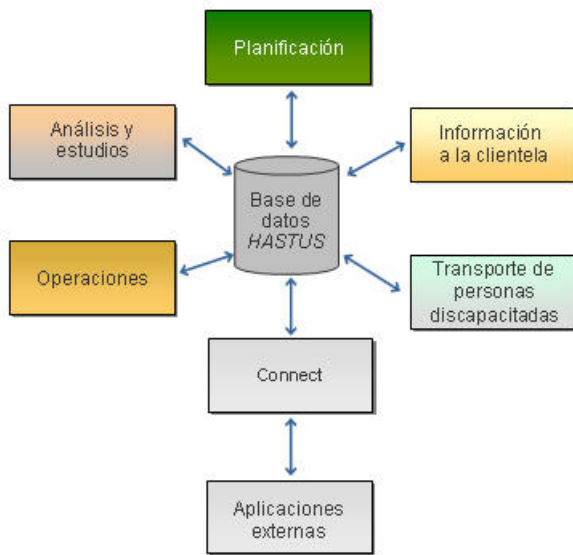 Planificación
Análisis y
estudios
Información
a la clientela
Base de
datos
HASTUS
Operaciones
Transporte de
personas
discapacitadas
Connect
Aplicaciones
externas